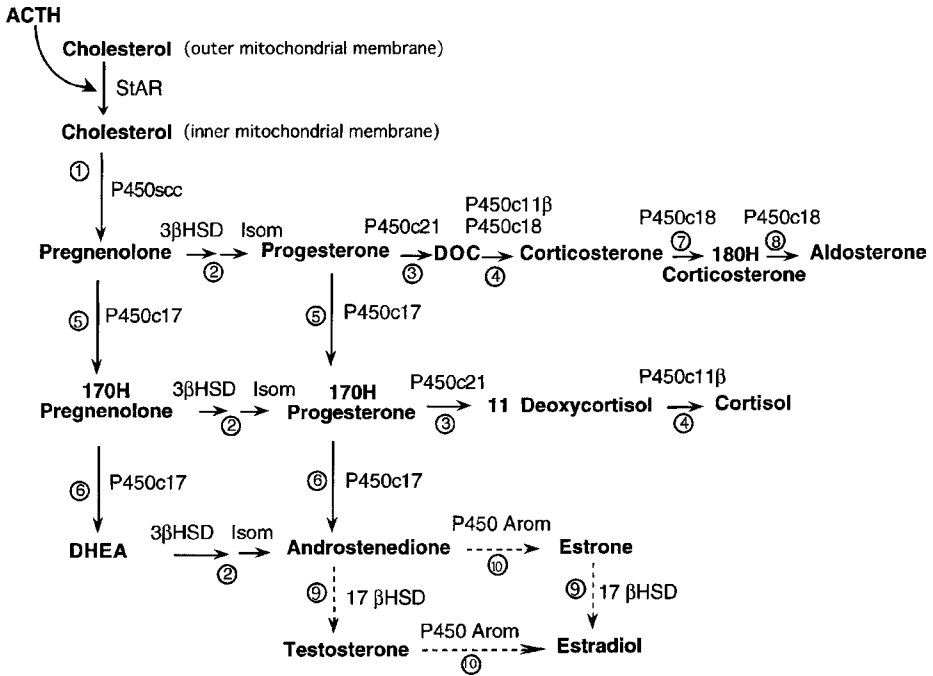 ACTH
Cholesterol (outer mitochondrial membrane)
StAR
Cholesterol (inner mitochondrial membrane)
① P450scc
P450c11β
3βHSD Isom P450c21 P450c18 P450c18 P450c18
Pregnenolone ② Progesterone ③ DOC ④ Corticosterone ⑦ 18OH Corticosterone ⑧ Aldosterone
⑤ P450c17 ⑤ P450c17
17OH 3βHSD Isom 17OH P450c21 P450c11β
Pregnenolone ② Progesterone ③ 11 Deoxycortisol ④ Cortisol
⑥ P450c17 ⑥ P450c17
3βHSD Isom P450 Arom
DHEA ② Androstenedione ⑩ Estrone
⑨ 17 βHSD ⑨ 17 βHSD
P450 Arom
Testosterone ⑩ Estradiol